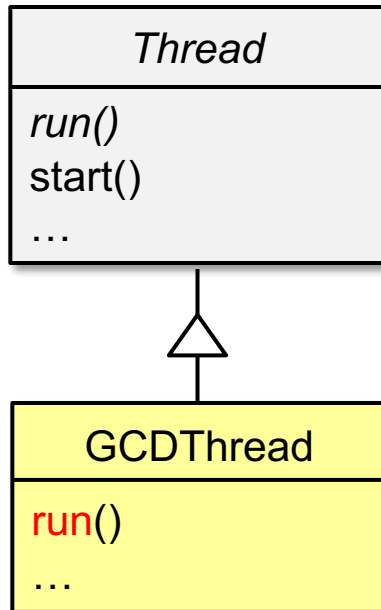 Thread
run()
start()
…
GCDThread
run()
…